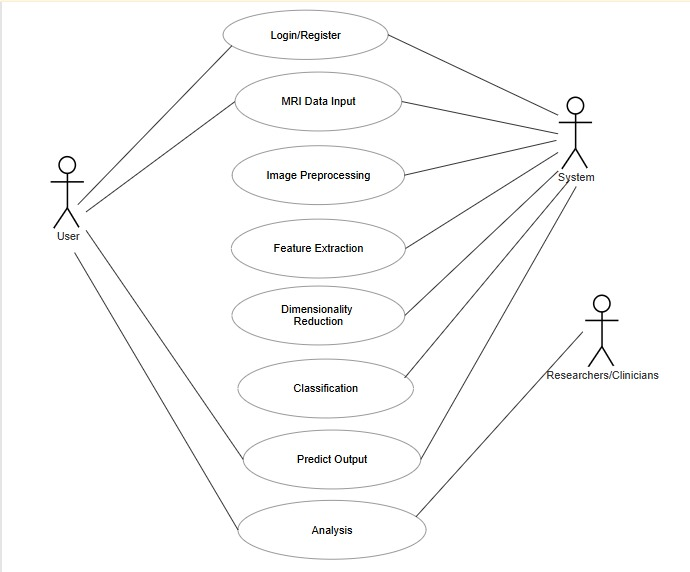 Login/Register
MRI Data Input
Image Preprocessing
System
User
Feature Extraction
Dimensionality
Reduction
Researchers/Clinicians
Classification
Predict Output
Analysis